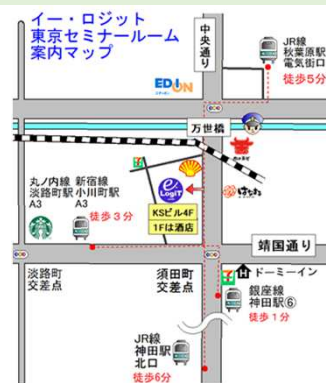 イー・ロジット
東京セミナールーム
案内マップ
中央通り
JR線
秋葉原駅
電気街口
徒歩5分
EDION
万世橋
丸ノ内線
淡路町駅
A3
新宿線
小川町駅
A3
徒歩3分
e-LogiT
KSビル4F
1Fは酒店
靖国通り
淡路町
交差点
須田町
交差点
ドーミーイン
銀座線
神田駅⑥
徒歩1分
JR線
神田駅
北口
徒歩6分